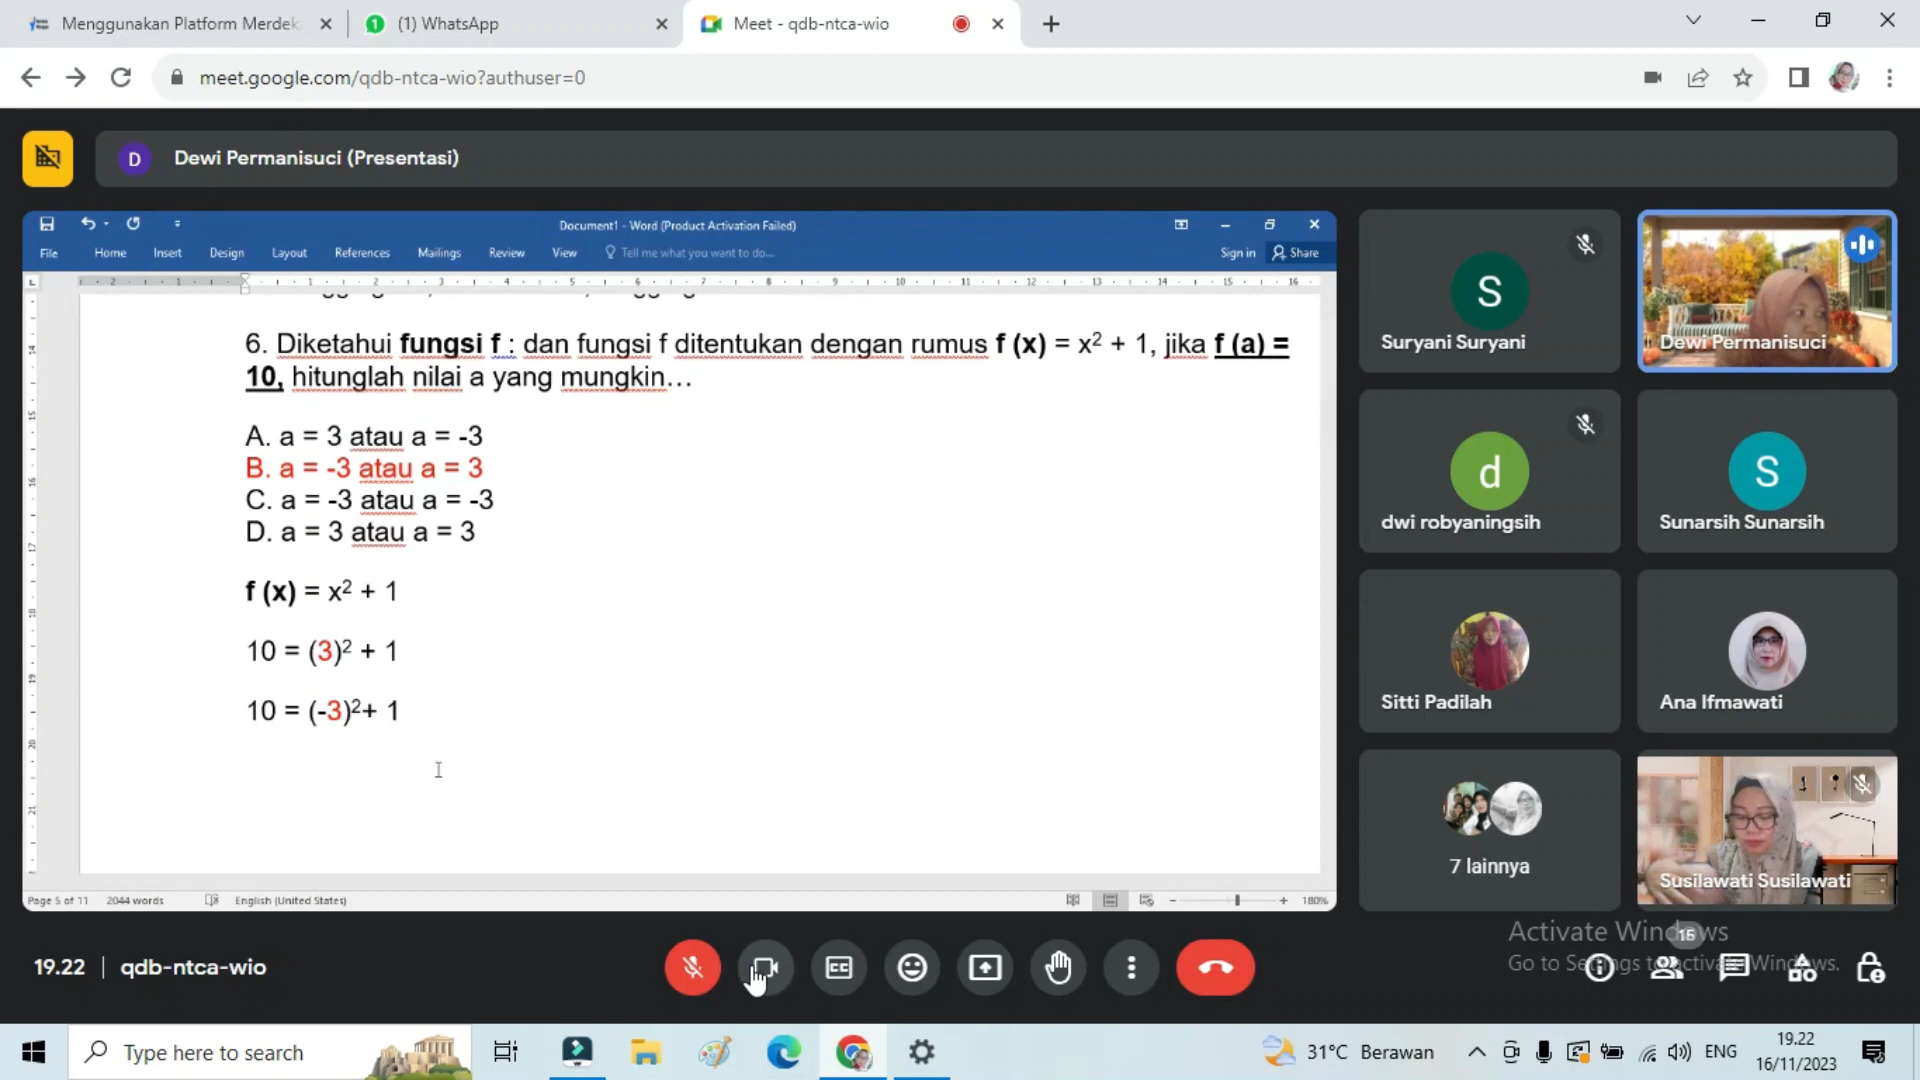 Menggunakan Platform Merdek
(1) WhatsApp
Meet - qdb-ntca-wio
meet.google.com/qdb-ntca-wio?authuser=0
D
Dewi Permanisuci (Presentasi)
Document1 - Word (Product Activation Failed)
File Home Insert Design Layout References Mailings Review View Tell me what you want to do... Sign in Share
6. Diketahui fungsi f : dan fungsi f ditentukan dengan rumus f (x) = x² + 1, jika f (a) =
10, hitunglah nilai a yang mungkin…
A. a = 3 atau a = -3
B. a = -3 atau a = 3
C. a = -3 atau a = -3
D. a = 3 atau a = 3
f (x) = x² + 1
10 = (3)² + 1
10 = (-3)²+ 1
Page 5 of 11 2044 words English (United States) 180%
S
Suryani Suryani
Dewi Permanisuci
d
dwi robyaningsih
S
Sunarsih Sunarsih
Sitti Padilah
Ana Ifmawati
7 lainnya
Susilawati Susilawati
Activate Windows
Go to Settings to activate Windows.
16
19.22 | qdb-ntca-wio
Type here to search
31°C Berawan
ENG
19.22
16/11/2023